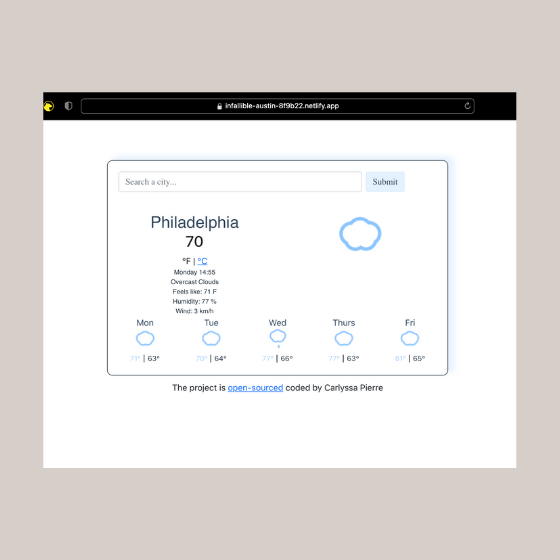 infallible-austin-8f9b22.netlify.app
Search a city...
Submit
Philadelphia
70
°F | °C
Monday 14:55
Overcast Clouds
Feels like: 71 F
Humidity: 77 %
Wind: 3 km/h
Mon Tue Wed Thurs Fri
71° | 63° 70° | 64° 77° | 66° 77° | 63° 81° | 65°
The project is open-sourced coded by Carlyssa Pierre